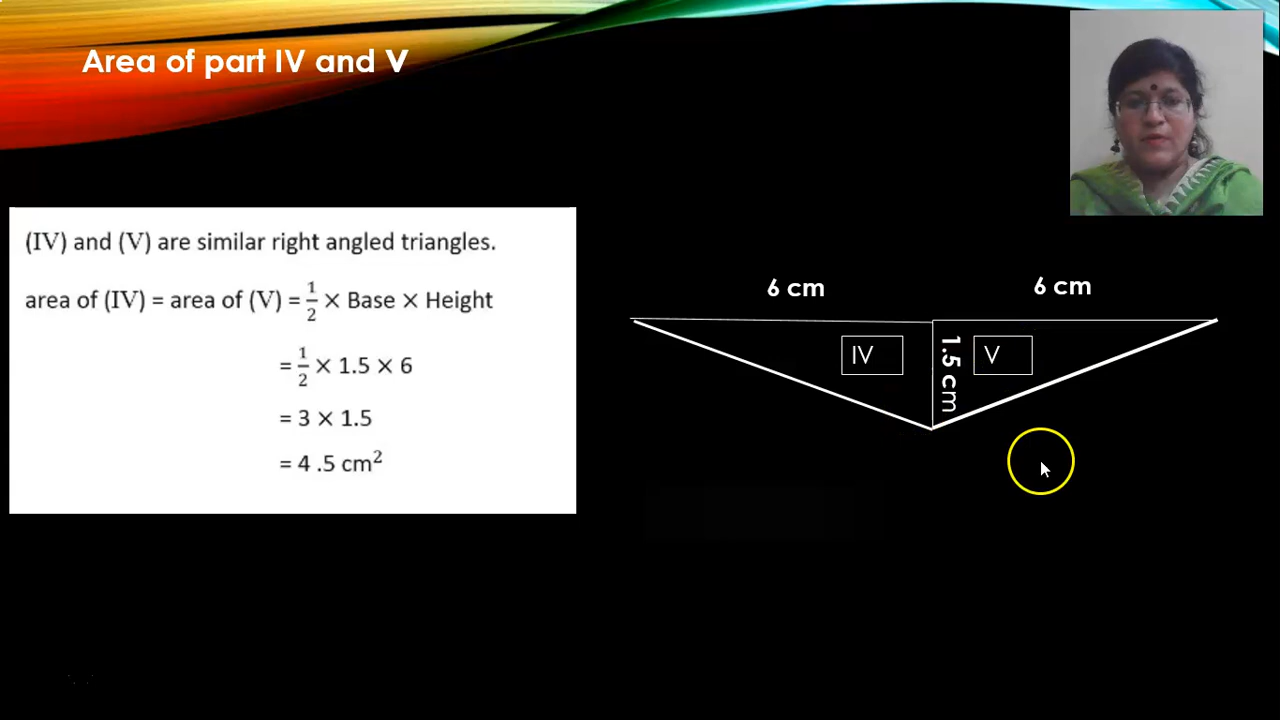 Area of part IV and V
(IV) and (V) are similar right angled triangles.
area of (IV) = area of (V) = 1/2 × Base × Height
= 1/2 × 1.5 × 6
= 3 × 1.5
= 4 .5 cm²
6 cm
6 cm
IV
1.5 cm
V